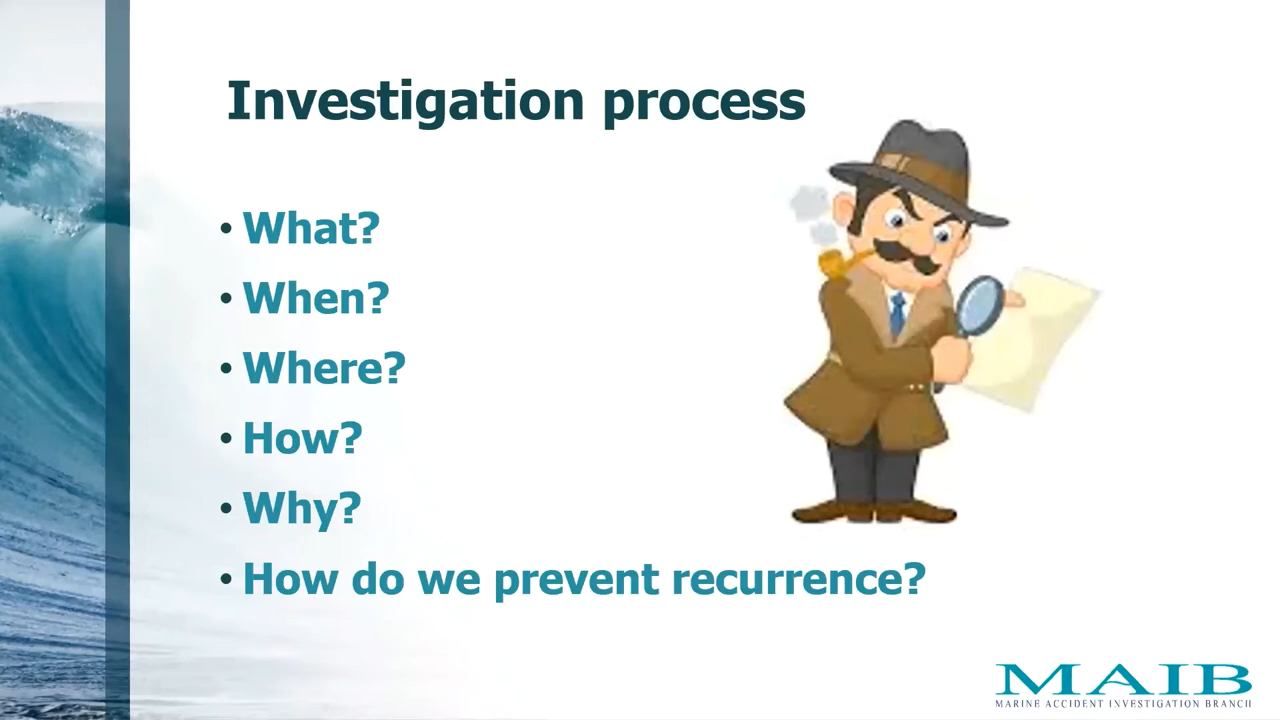 Investigation process
• What?
• When?
• Where?
• How?
• Why?
• How do we prevent recurrence?
MAIB
MARINE ACCIDENT INVESTIGATION BRANCH